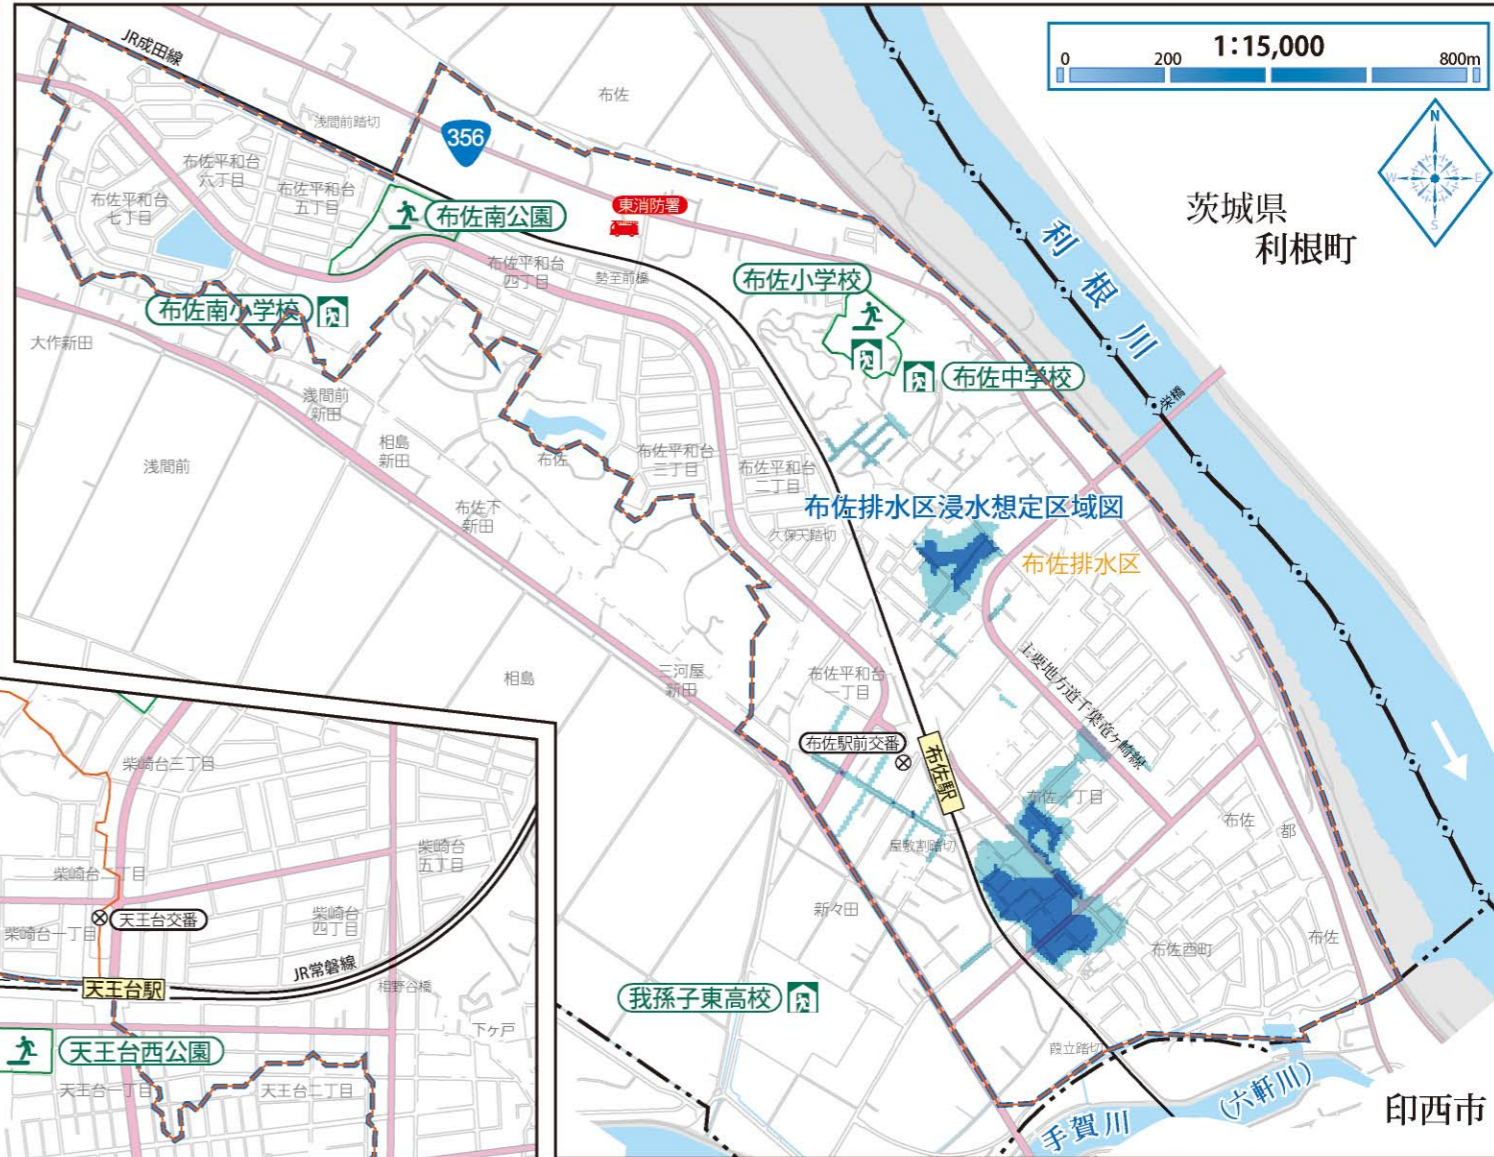 1:15,000
0
200
800m
N
W
E
S
JR成田線
浅間前踏切
布佐
356
布佐平和台
六丁目
布佐平和台
五丁目
布佐平和台
七丁目
布佐南公園
東消防署
茨城県
利根町
利根川
布佐平和台
四丁目
勢至前橋
布佐小学校
布佐南小学校
大作新田
布佐中学校
栄橋
浅間前
新田
相島
新田
浅間前
布佐
布佐平和台
三丁目
布佐平和台
二丁目
布佐下
新田
布佐排水区浸水想定区域図
久保天踏切
布佐排水区
主要地方道千葉竜ヶ崎線
相島
三河屋
新田
布佐平和台
一丁目
布佐駅前交番
布佐駅
布佐一丁目
布佐
都
屋敷割踏切
新々田
布佐酉町
布佐
我孫子東高校
葭立踏切
手賀川
(六軒川)
印西市
柴崎台三丁目
柴崎台二丁目
柴崎台
五丁目
天王台交番
柴崎台一丁目
柴崎台
四丁目
JR常磐線
天王台駅
相野谷橋
下ヶ戸
天王台西公園
天王台一丁目
天王台二丁目